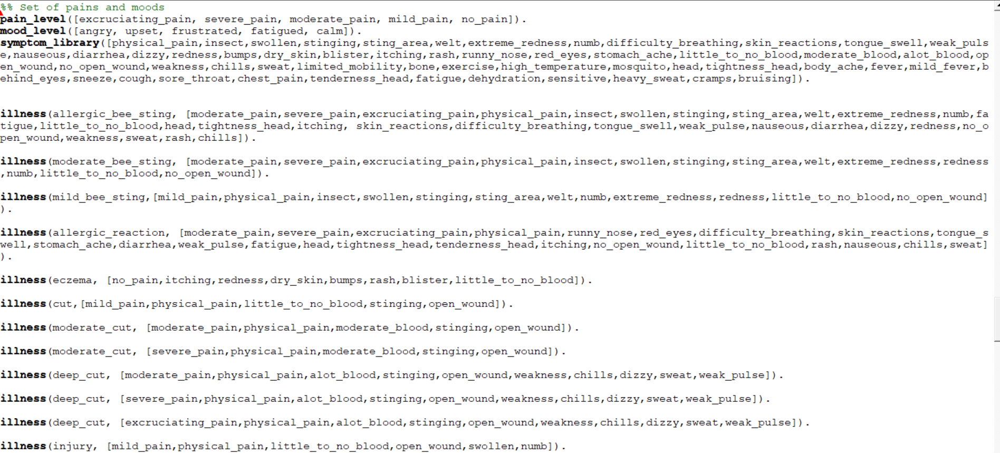 %% Set of pains and moods
pain_level([excruciating_pain, severe_pain, moderate_pain, mild_pain, no_pain]).
mood_level([angry, upset, frustrated, fatigued, calm]).
symptom_library([physical_pain,insect,swollen,stinging,sting_area,welt,extreme_redness,numb,difficulty_breathing,skin_reactions,tongue_swell,weak_puls
e,nauseous,diarrhea,dizzy,redness,bumps,dry_skin,blister,itching,rash,runny_nose,red_eyes,stomach_ache,little_to_no_blood,moderate_blood,alot_blood,op
en_wound,no_open_wound,weakness,chills,sweat,limited_mobility,bone,exercise,high_temperature,mosquito,head,tightness_head,body_ache,fever,mild_fever,b
ehind_eyes,sneeze,cough,sore_throat,chest_pain,tenderness_head,fatigue,dehydration,sensitive,heavy_sweat,cramps,bruising]).
illness(allergic_bee_sting, [moderate_pain,severe_pain,excruciating_pain,physical_pain,insect,swollen,stinging,sting_area,welt,extreme_redness,numb,fa
tigue,little_to_no_blood,head,tightness_head,itching, skin_reactions,difficulty_breathing,tongue_swell,weak_pulse,nauseous,diarrhea,dizzy,redness,no_o
pen_wound,weakness,sweat,rash,chills]).
illness(moderate_bee_sting, [moderate_pain,severe_pain,excruciating_pain,physical_pain,insect,swollen,stinging,sting_area,welt,extreme_redness,redness
,numb,little_to_no_blood,no_open_wound]).
illness(mild_bee_sting,[mild_pain,physical_pain,insect,swollen,stinging,sting_area,welt,numb,extreme_redness,redness,little_to_no_blood,no_open_wound]
).
illness(allergic_reaction, [moderate_pain,severe_pain,excruciating_pain,physical_pain,runny_nose,red_eyes,difficulty_breathing,skin_reactions,tongue_s
well,stomach_ache,diarrhea,weak_pulse,fatigue,head,tightness_head,tenderness_head,itching,no_open_wound,little_to_no_blood,rash,nauseous,chills,sweat]
).
illness(eczema, [no_pain,itching,redness,dry_skin,bumps,rash,blister,little_to_no_blood]).
illness(cut,[mild_pain,physical_pain,little_to_no_blood,stinging,open_wound]).
illness(moderate_cut, [moderate_pain,physical_pain,moderate_blood,stinging,open_wound]).
illness(moderate_cut, [severe_pain,physical_pain,moderate_blood,stinging,open_wound]).
illness(deep_cut, [moderate_pain,physical_pain,alot_blood,stinging,open_wound,weakness,chills,dizzy,sweat,weak_pulse]).
illness(deep_cut, [severe_pain,physical_pain,alot_blood,stinging,open_wound,weakness,chills,dizzy,sweat,weak_pulse]).
illness(deep_cut, [excruciating_pain,physical_pain,alot_blood,stinging,open_wound,weakness,chills,dizzy,sweat,weak_pulse]).
illness(injury, [mild_pain,physical_pain,little_to_no_blood,open_wound,swollen,numb]).